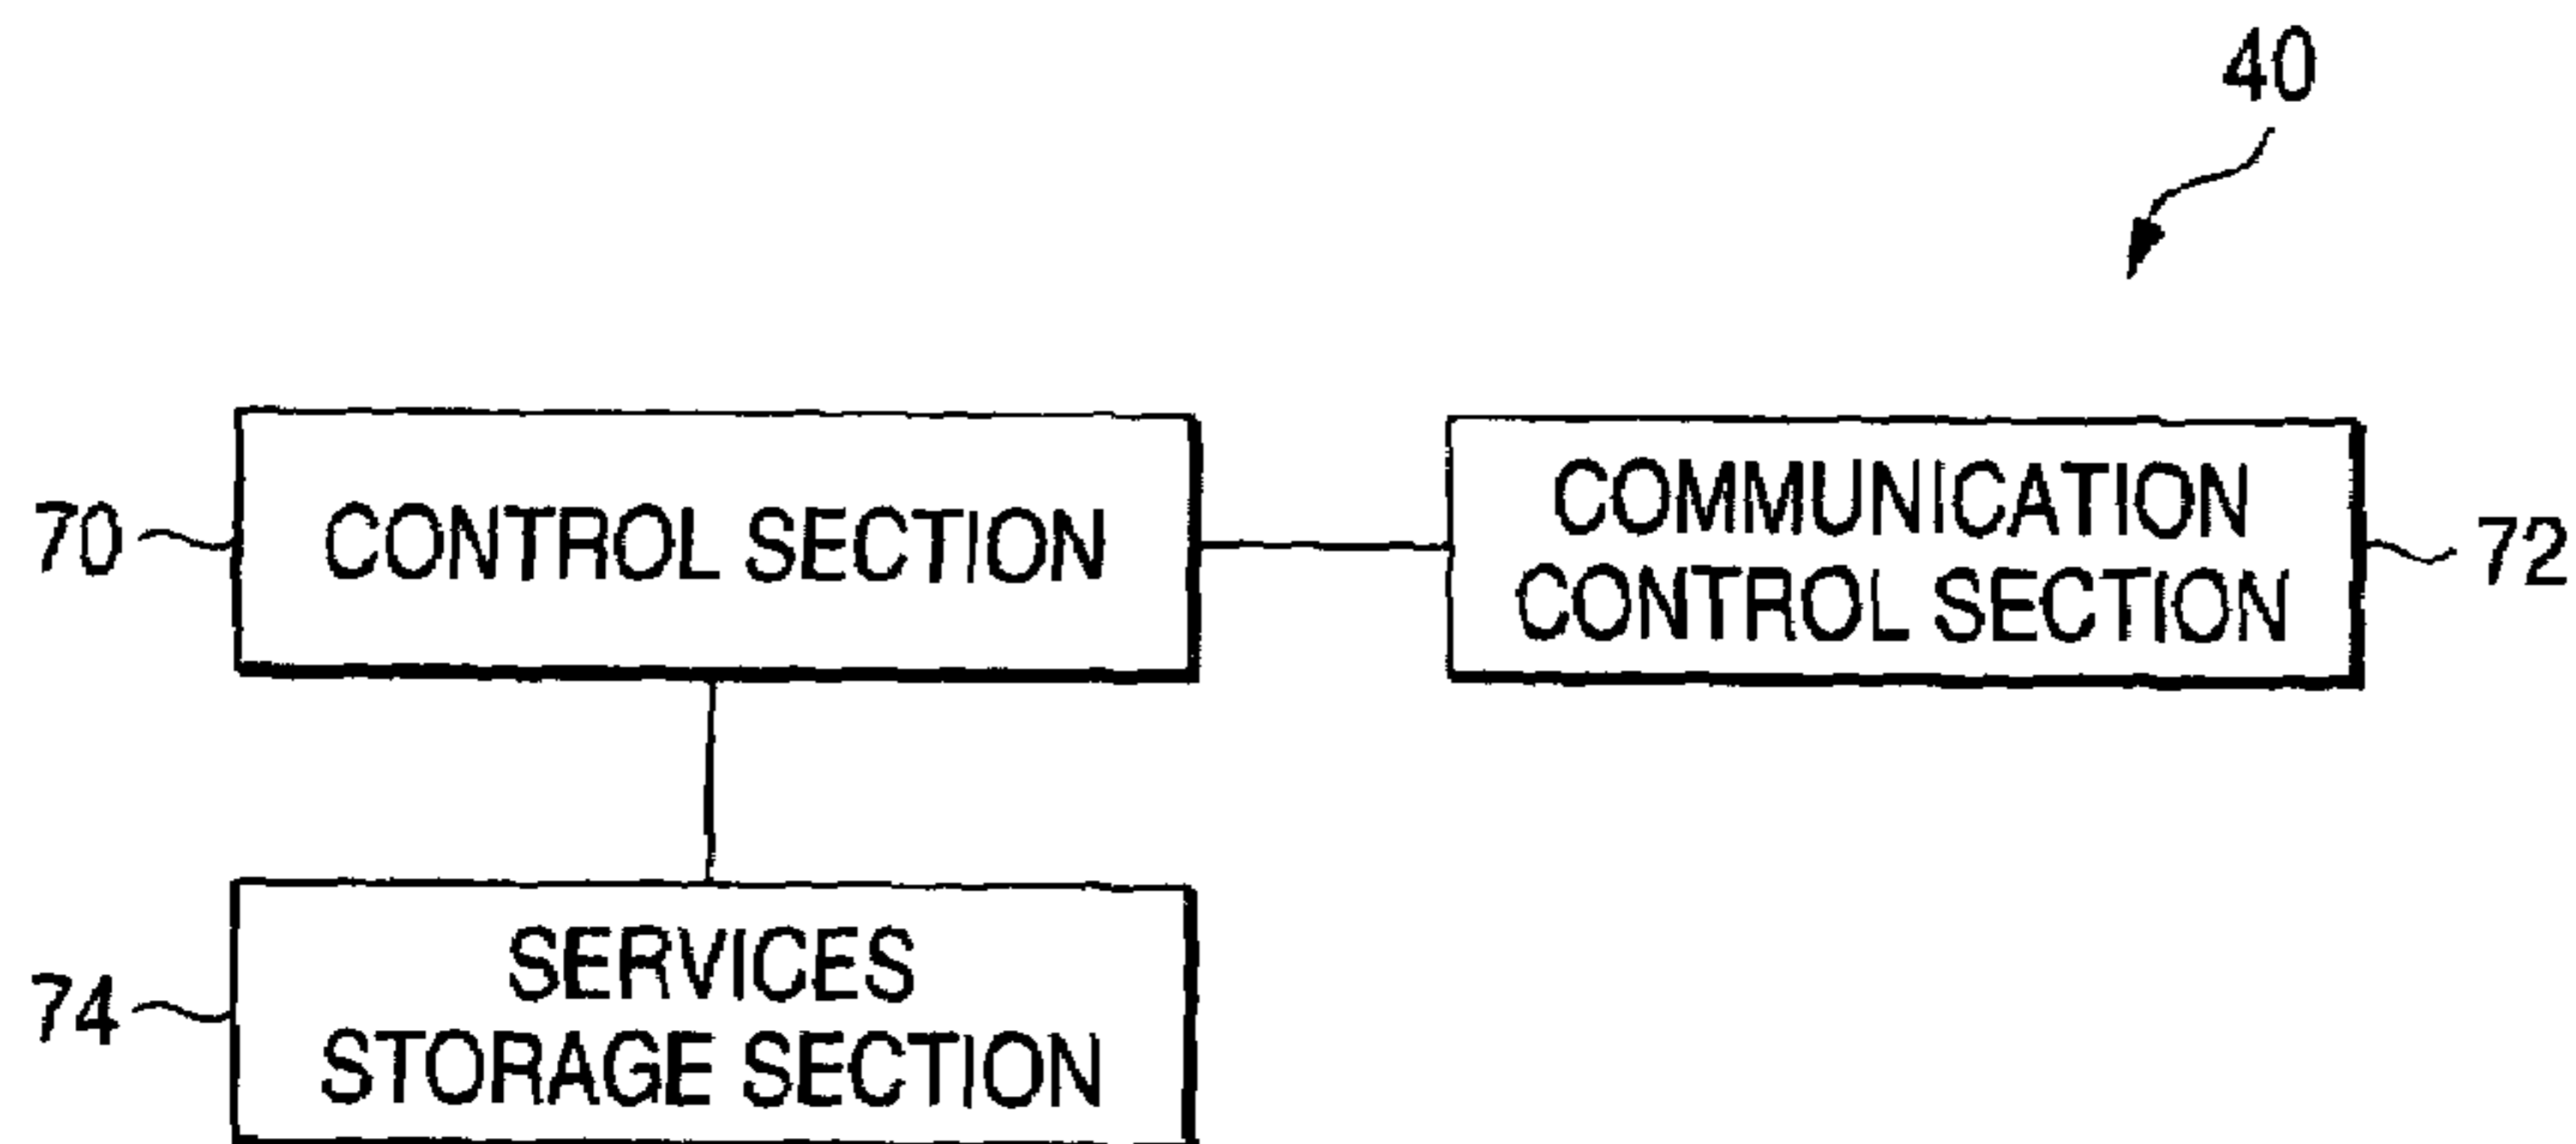 40
70
CONTROL SECTION
COMMUNICATION
CONTROL SECTION
72
74
SERVICES
STORAGE SECTION